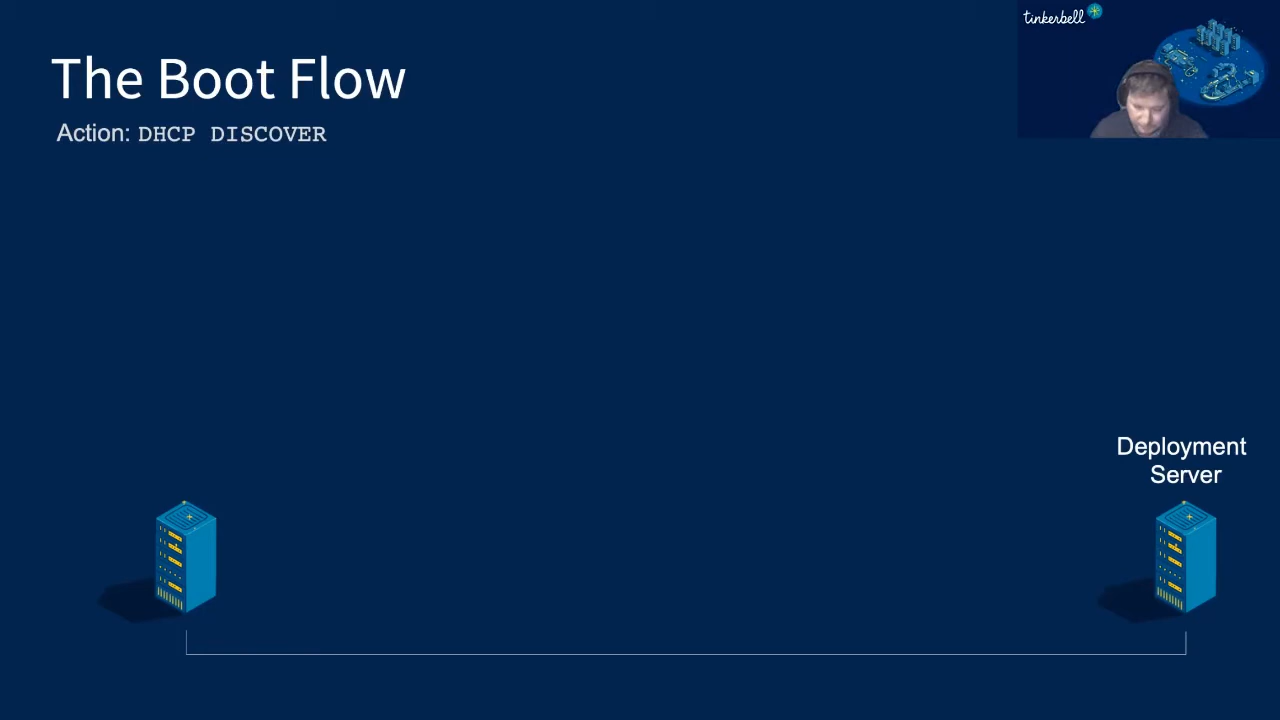 The Boot Flow
Action: DHCP DISCOVER
tinkerbell
Deployment
Server